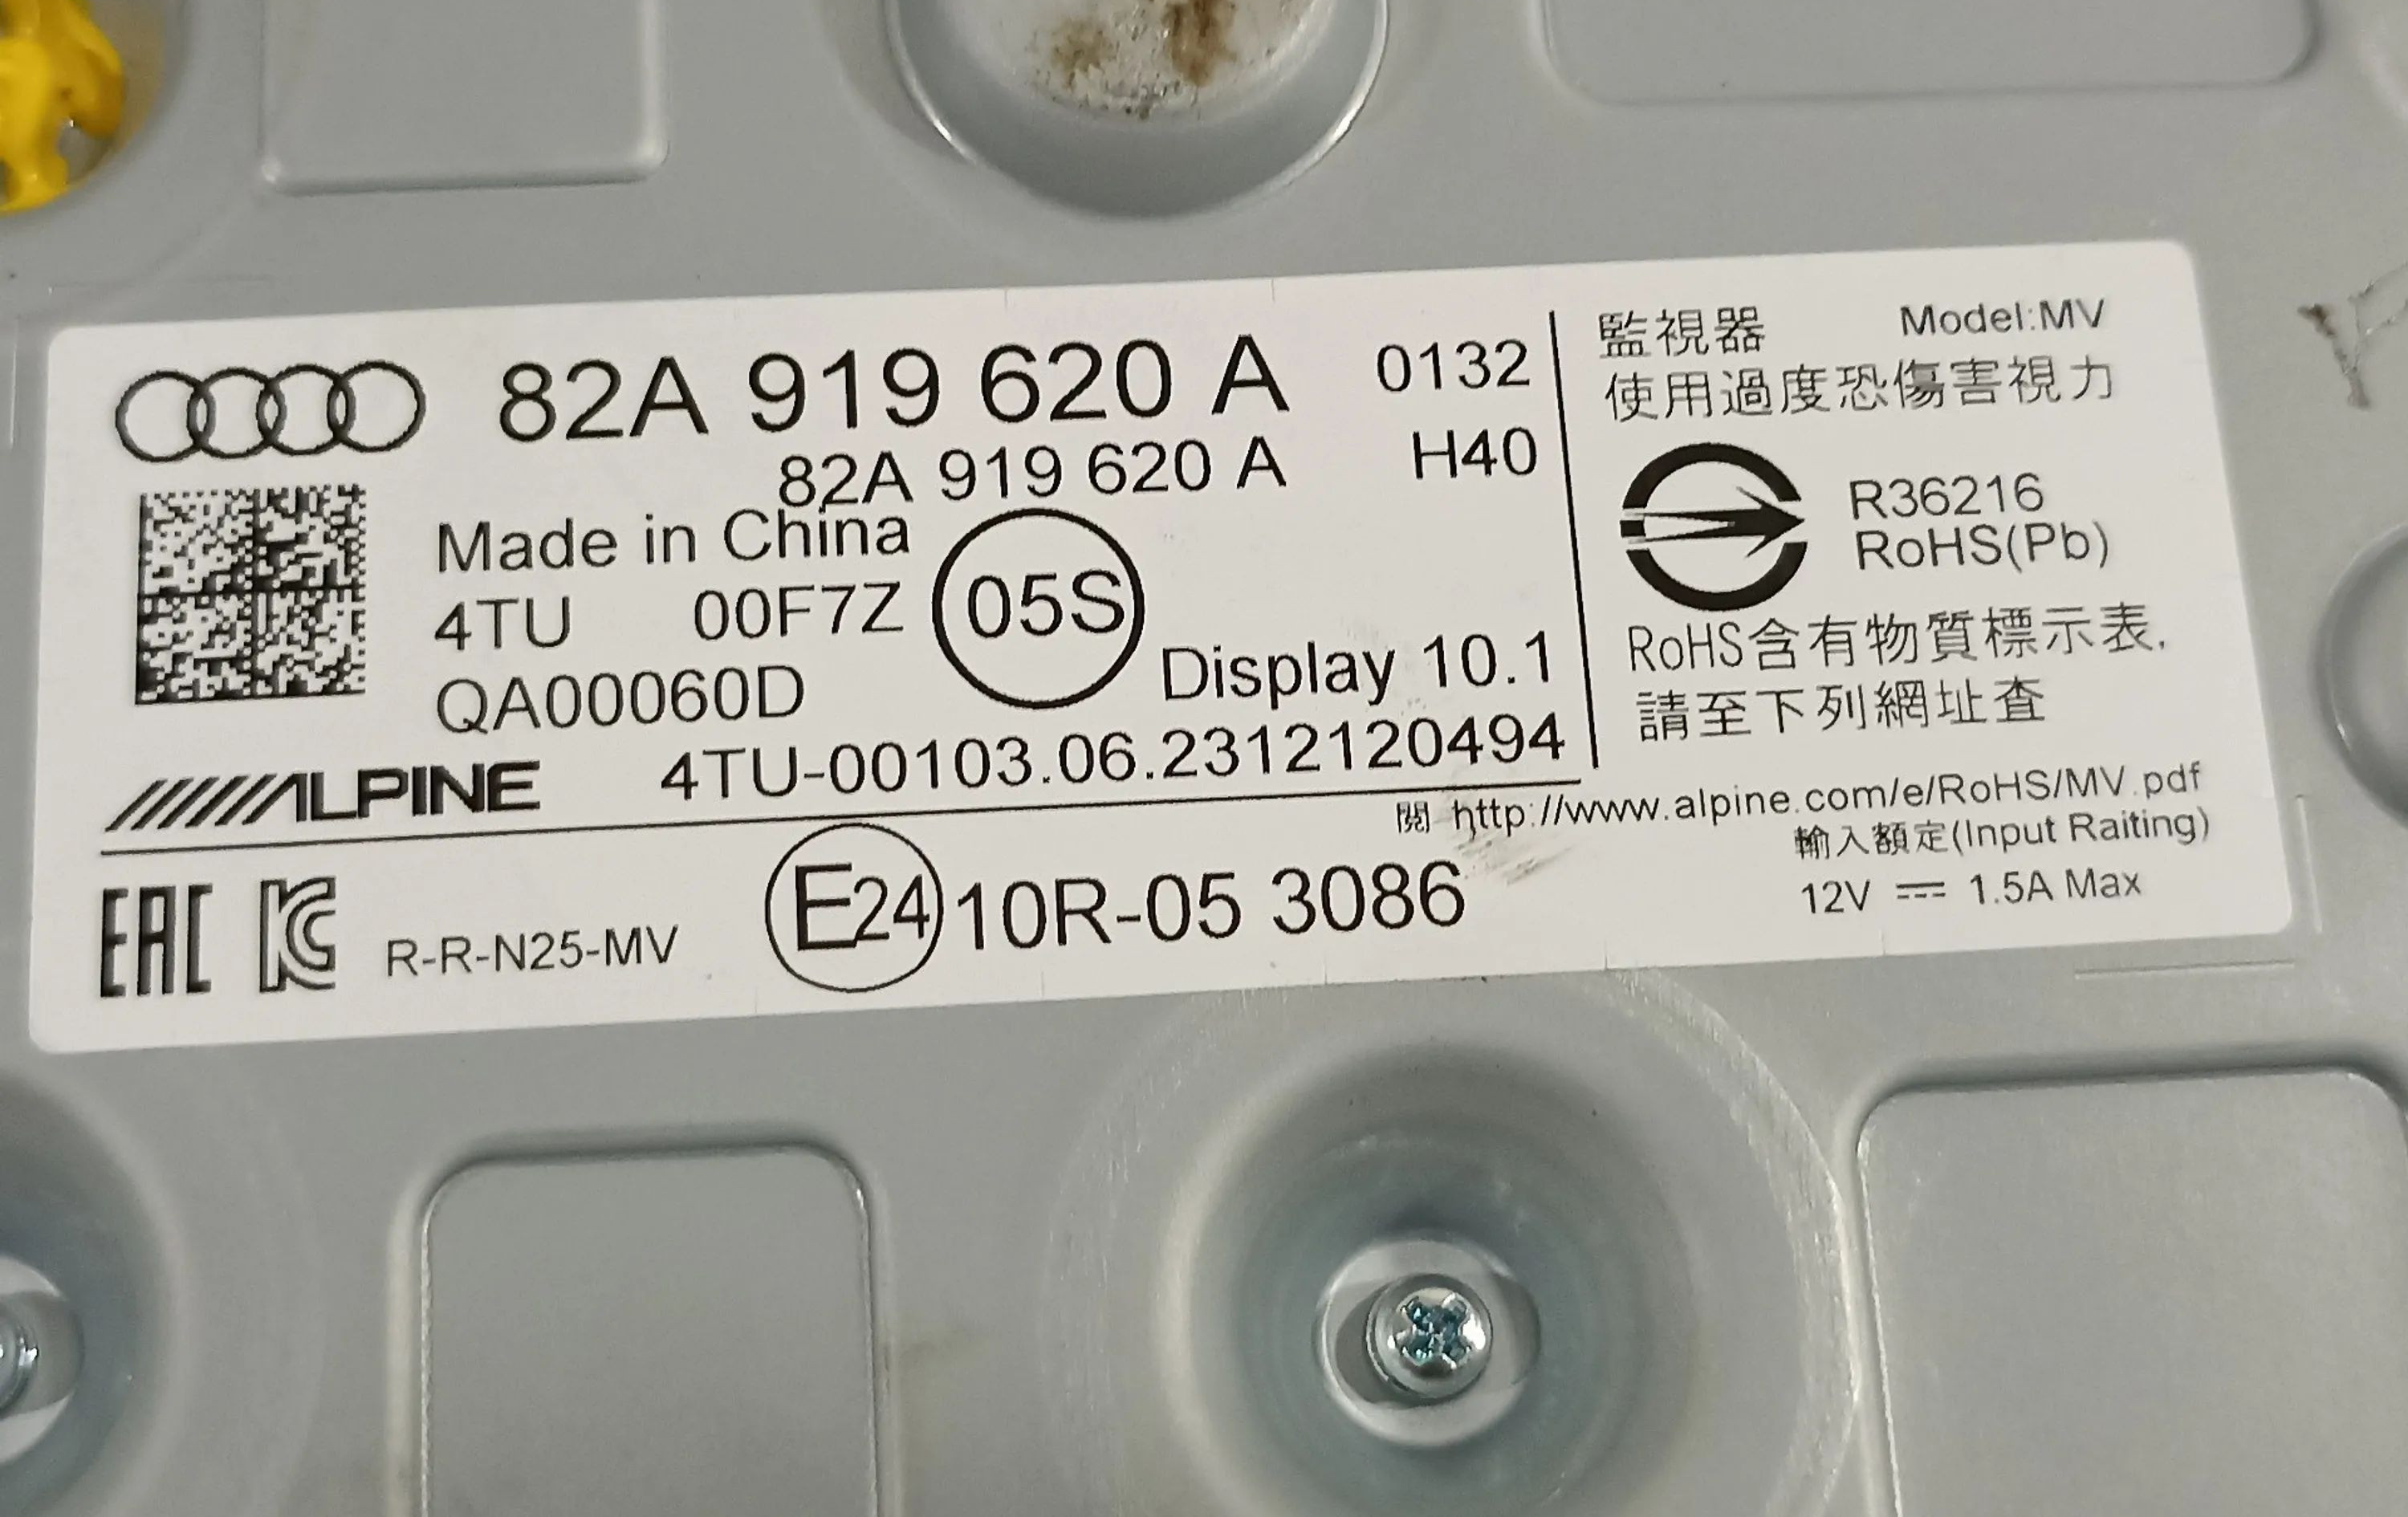 82A 919 620 A 0132
82A 919 620 A H40
Made in China
4TU 00F7Z 05S
QA00060D Display 10.1
ALPINE 4TU-00103.06.2312120494
EAC KC R-R-N25-MV E24 10R-05 3086
監視器 Model:MV
使用過度恐傷害視力
R36216
RoHS(Pb)
RoHS含有物質標示表,
請至下列網址查
閱 http://www.alpine.com/e/RoHS/MV.pdf
輸入額定(Input Raiting)
12V ⎓ 1.5A Max